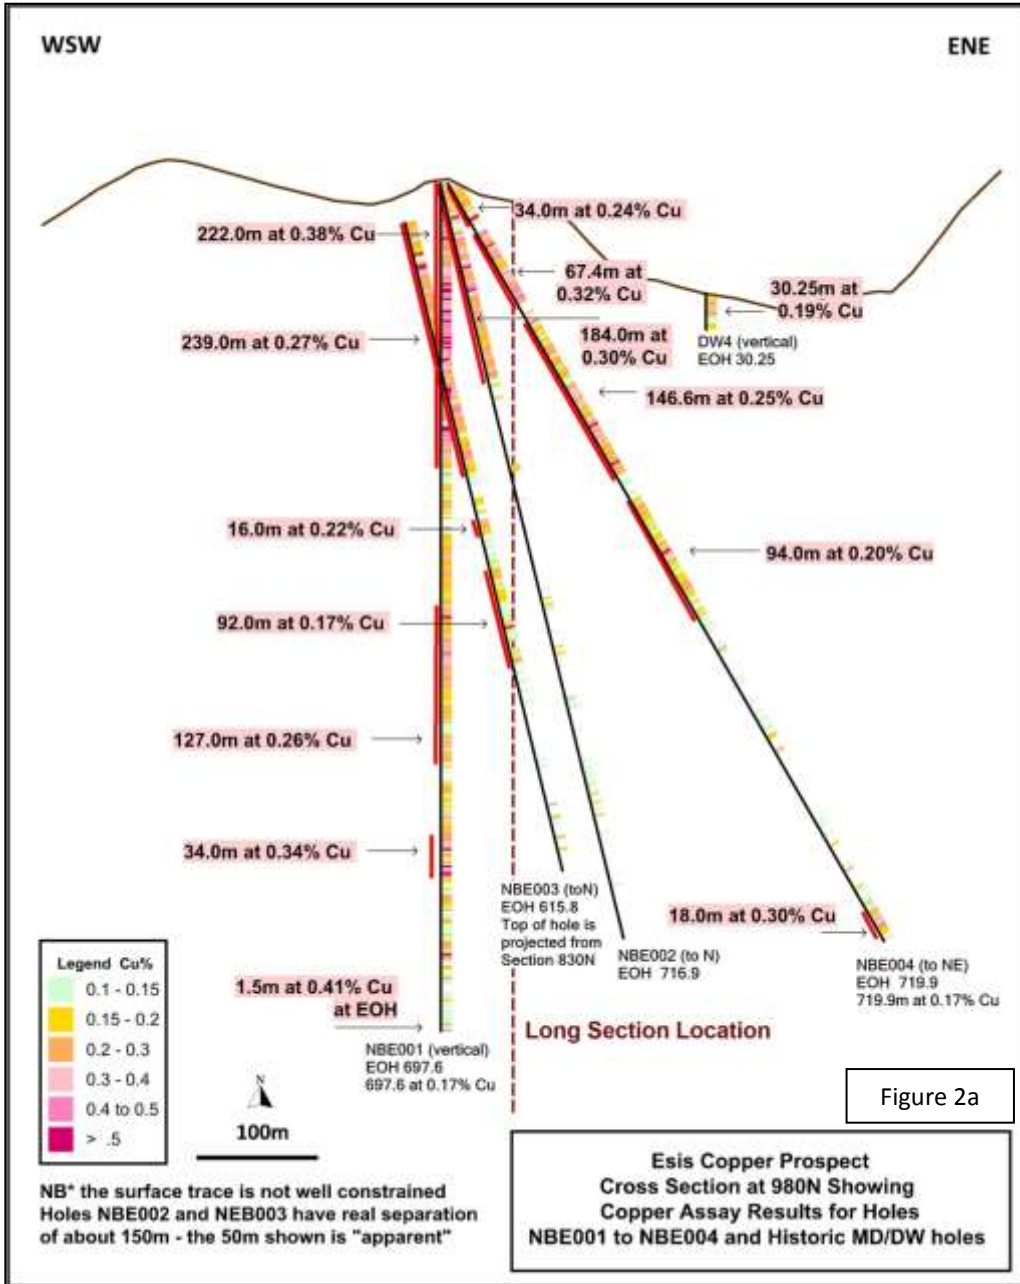 WSW
ENE
34.0m at 0.24% Cu
222.0m at 0.38% Cu
67.4m at
0.32% Cu
30.25m at
0.19% Cu
239.0m at 0.27% Cu
184.0m at
0.30% Cu
DW4 (vertical)
EOH 30.25
146.6m at 0.25% Cu
16.0m at 0.22% Cu
94.0m at 0.20% Cu
92.0m at 0.17% Cu
127.0m at 0.26% Cu
34.0m at 0.34% Cu
NBE003 (toN)
EOH 615.8
Top of hole is
projected from
Section 830N
18.0m at 0.30% Cu
NBE002 (to N)
EOH 716.9
NBE004 (to NE)
EOH 719.9
719.9m at 0.17% Cu
Legend Cu%
0.1 - 0.15
0.15 - 0.2
0.2 - 0.3
0.3 - 0.4
0.4 to 0.5
> .5
1.5m at 0.41% Cu
at EOH
Long Section Location
NBE001 (vertical)
EOH 697.6
697.6 at 0.17% Cu
N
100m
Figure 2a
NB* the surface trace is not well constrained
Holes NBE002 and NEB003 have real separation
of about 150m - the 50m shown is "apparent"
Esis Copper Prospect
Cross Section at 980N Showing
Copper Assay Results for Holes
NBE001 to NBE004 and Historic MD/DW holes